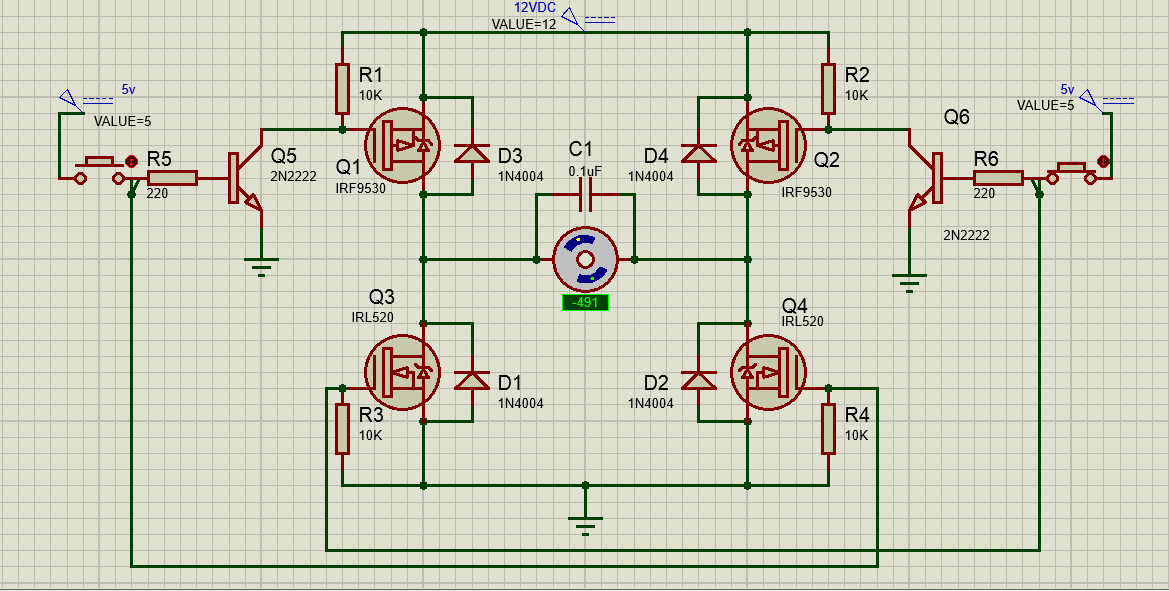 12VDC
VALUE=12
5v
VALUE=5
5v
VALUE=5
R1
10K
R2
10K
Q6
Q5
2N2222
R5
220
Q1
IRF9530
D3
1N4004
C1
0.1uF
D4
1N4004
Q2
IRF9530
R6
220
2N2222
-491
Q3
IRL520
Q4
IRL520
D1
1N4004
D2
1N4004
R3
10K
R4
10K